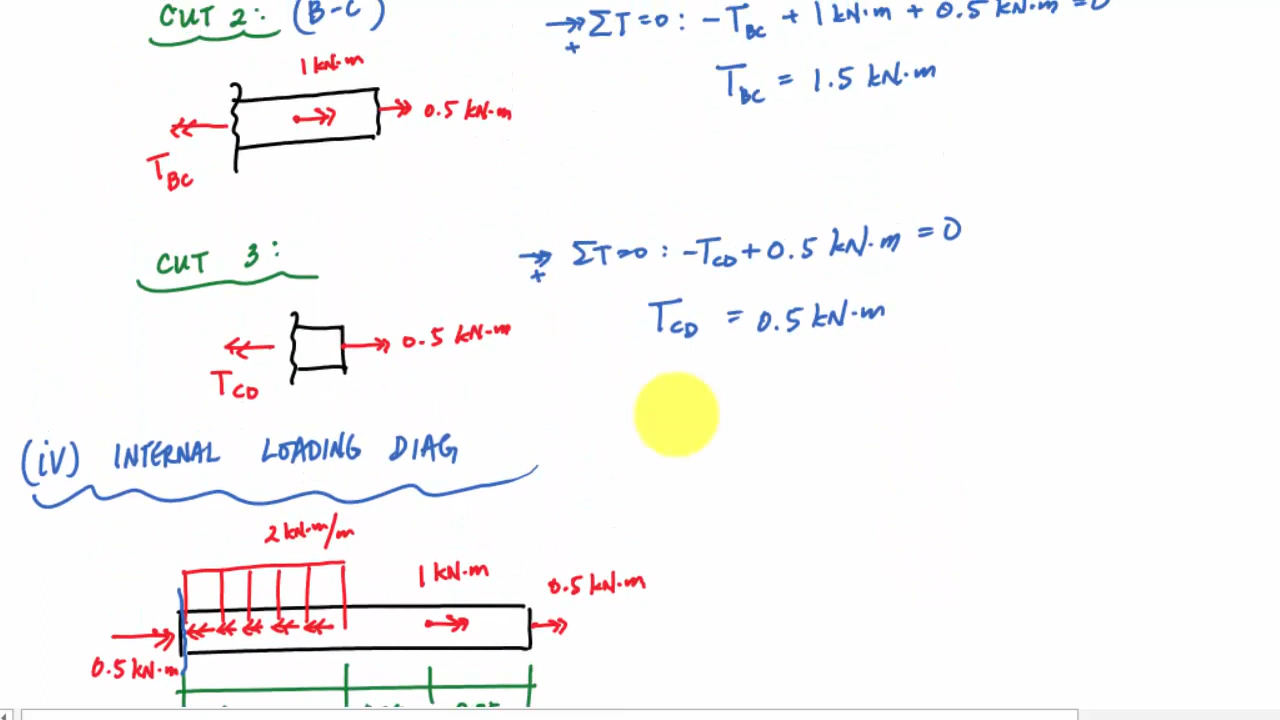 CUT 2: (B-C)
→→ + ΣT=0: -T_BC + 1 kN·m + 0.5 kN·m = 0
T_BC = 1.5 kN·m
1 kN·m
0.5 kN·m
T_BC
CUT 3:
→→ + ΣT=0: -T_CD + 0.5 kN·m = 0
T_CD = 0.5 kN·m
0.5 kN·m
T_CD
(iv) INTERNAL LOADING DIAG
2 kN·m/m
1 kN·m
0.5 kN·m
0.5 kN·m